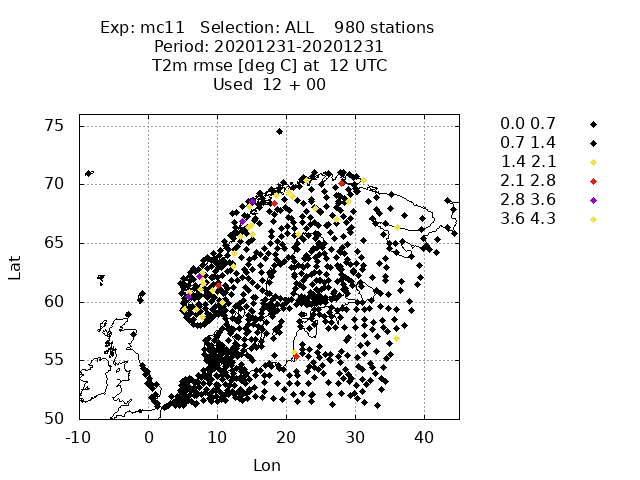 Exp: mc11   Selection: ALL    980 stations
Period: 20201231-20201231
T2m rmse [deg C] at  12 UTC
Used  12 + 00
75
70
65
60
55
50
Lat
-10 0 10 20 30 40
Lon
0.0 0.7
0.7 1.4
1.4 2.1
2.1 2.8
2.8 3.6
3.6 4.3